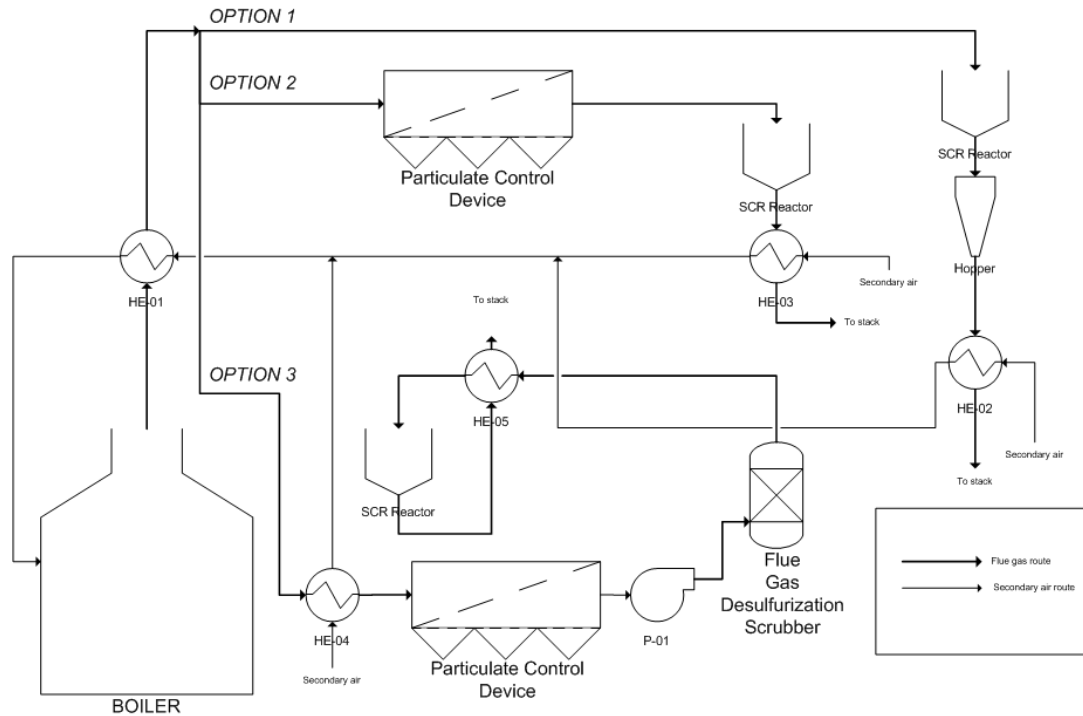 OPTION 1
OPTION 2
Particulate Control
Device
SCR Reactor
SCR Reactor
Hopper
HE-01
Secondary air
HE-03
To stack
To stack
OPTION 3
HE-05
HE-02
Secondary air
To stack
SCR Reactor
Flue
Gas
Desulfurization
Scrubber
Flue gas route
Secondary air route
HE-04
P-01
Secondary air
Particulate Control
Device
BOILER